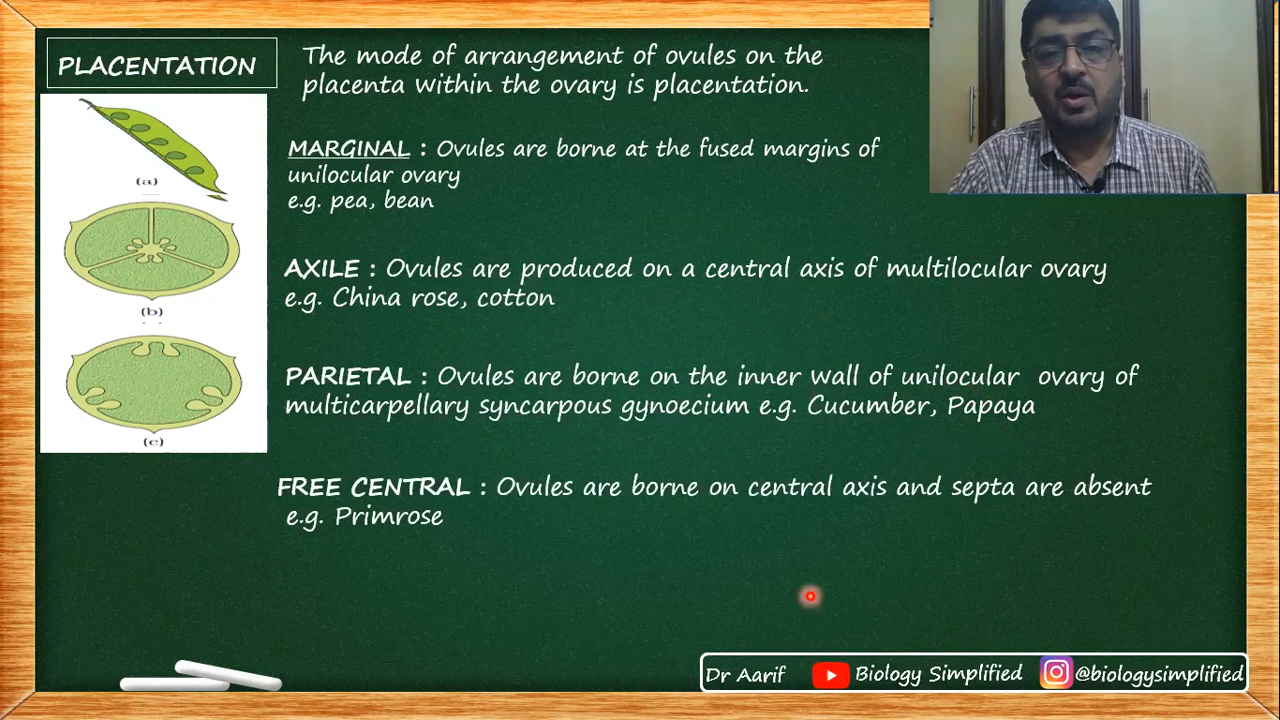 PLACENTATION
The mode of arrangement of ovules on the
placenta within the ovary is placentation.
(a)
MARGINAL : Ovules are borne at the fused margins of
unilocular ovary
e.g. pea, bean
(b)
AXILE : Ovules are produced on a central axis of multilocular ovary
e.g. China rose, cotton
(c)
PARIETAL : Ovules are borne on the inner wall of unilocular ovary of
multicarpellary syncarpous gynoecium e.g. Cucumber, Papaya
FREE CENTRAL : Ovules are borne on central axis and septa are absent
e.g. Primrose
Dr Aarif Biology Simplified @biologysimplified